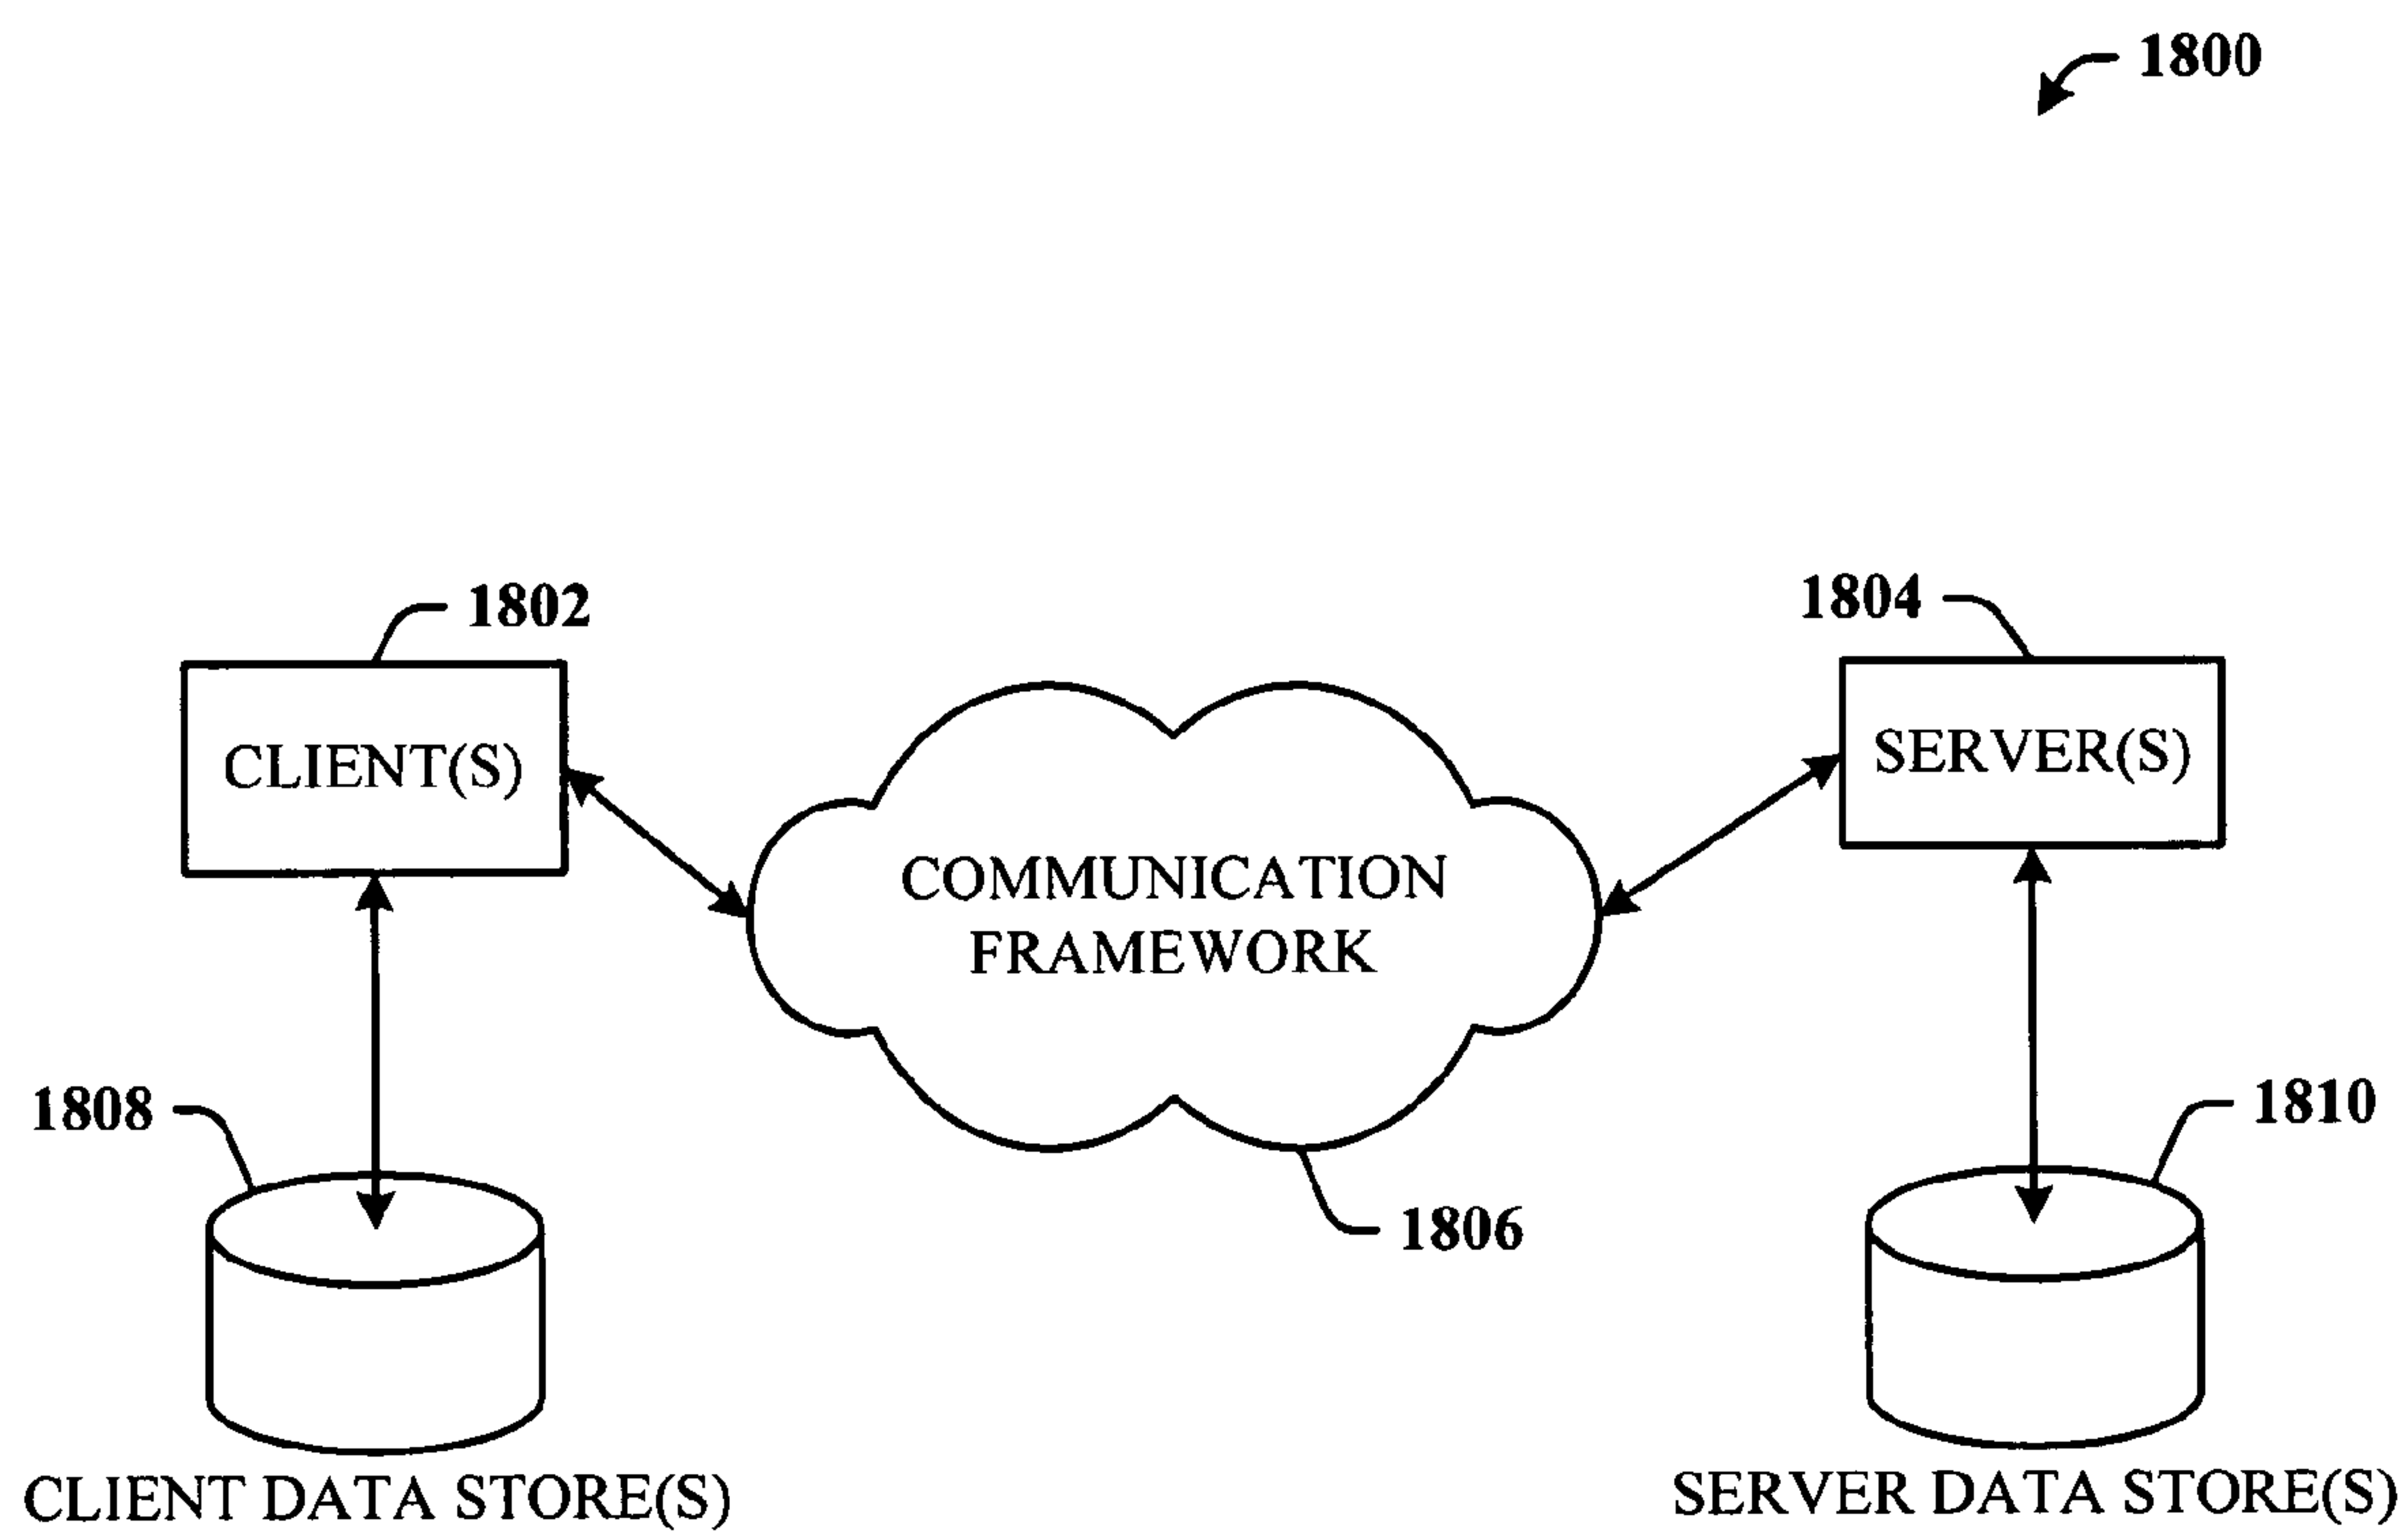 1800
1802
1804
CLIENT(S)
SERVER(S)
COMMUNICATION
FRAMEWORK
1808
1810
1806
CLIENT DATA STORE(S)
SERVER DATA STORE(S)